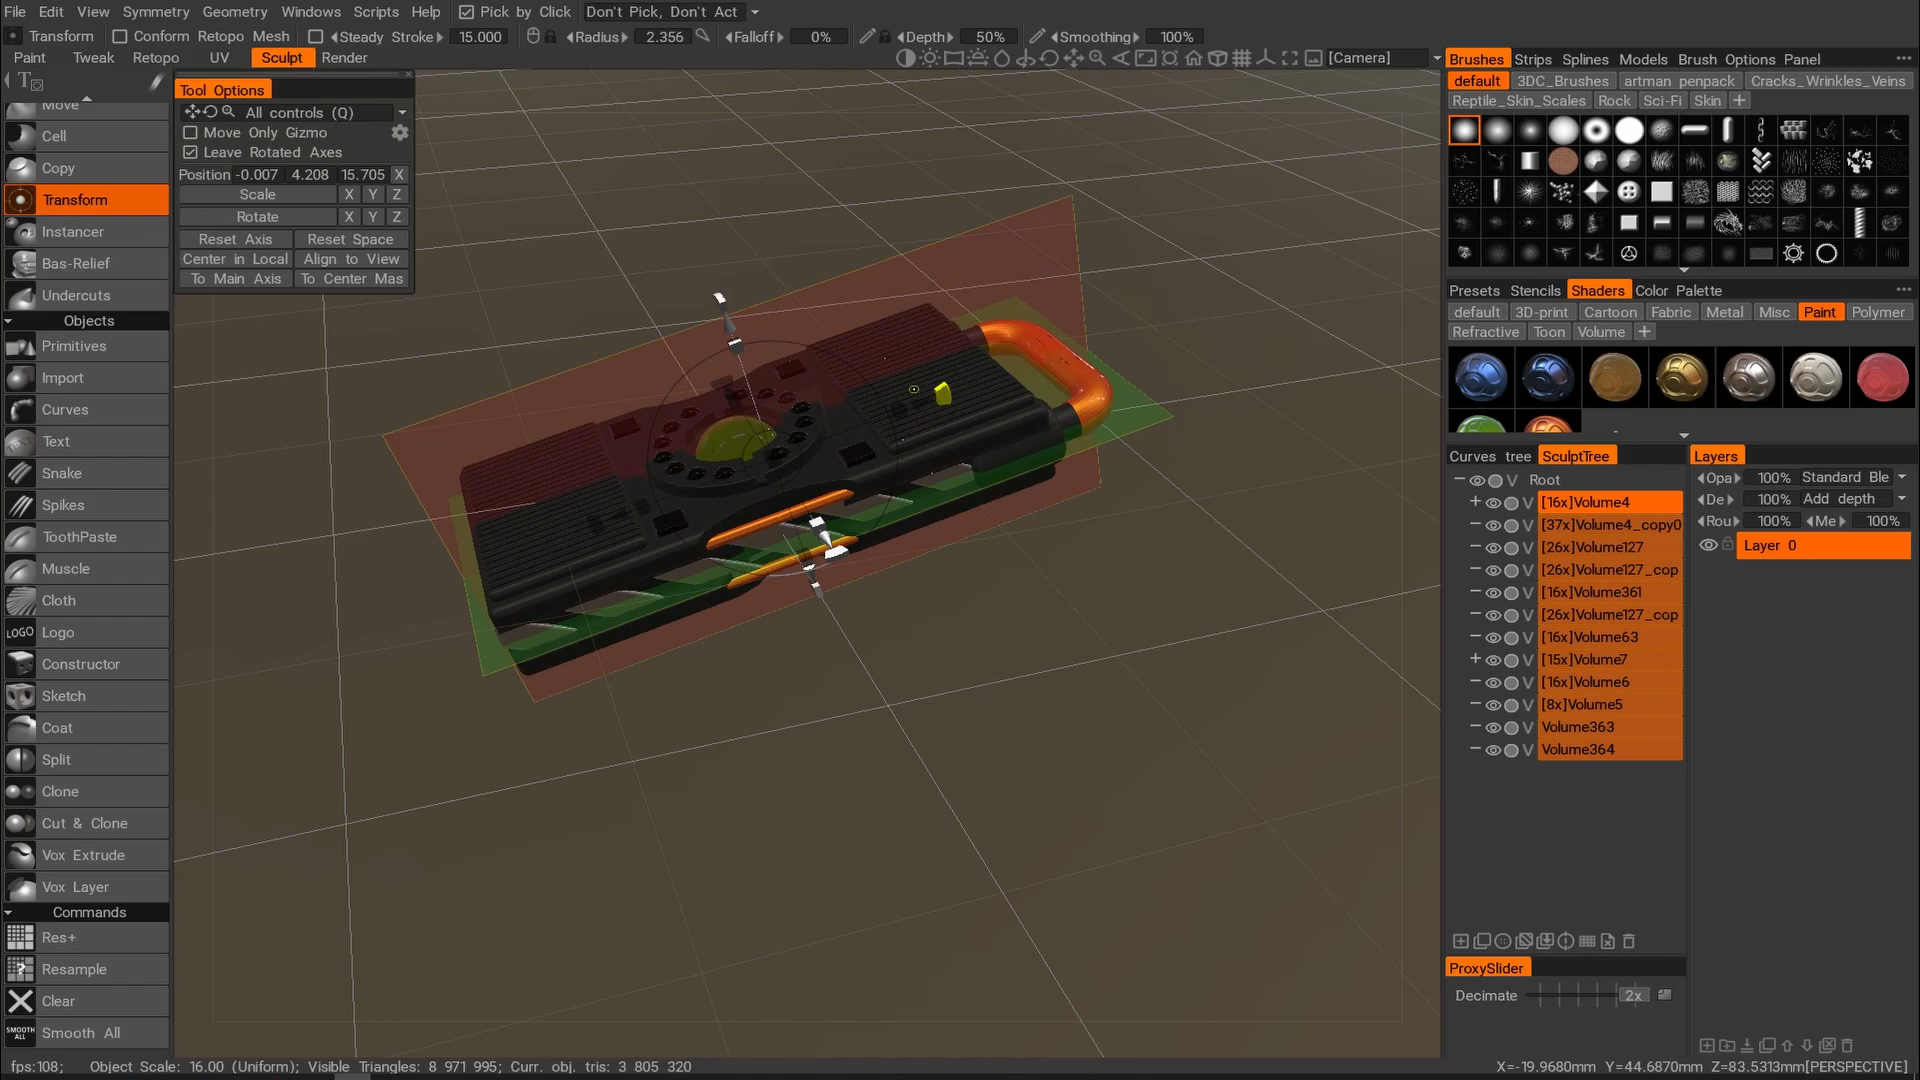 File Edit View Symmetry Geometry Windows Scripts Help Pick by Click Don't Pick, Don't Act
Transform Conform Retopo Mesh Steady Stroke 15.000 Radius 2.356 Falloff 0% Depth 50% Smoothing 100%
Paint Tweak Retopo UV Sculpt Render [Camera]
Tool Options
All controls (Q)
Move Only Gizmo
Leave Rotated Axes
Position -0.007 4.208 15.705 X
Scale X Y Z
Rotate X Y Z
Reset Axis Reset Space
Center in Local Align to View
To Main Axis To Center Mas
Move
Cell
Copy
Transform
Instancer
Bas-Relief
Undercuts
Objects
Primitives
Import
Curves
Text
Snake
Spikes
ToothPaste
Muscle
Cloth
LOGO Logo
Constructor
Sketch
Coat
Split
Clone
Cut & Clone
Vox Extrude
Vox Layer
Commands
Res+
Resample
Clear
SMOOTH ALL Smooth All
Brushes Strips Splines Models Brush Options Panel
default 3DC_Brushes artman penpack Cracks_Wrinkles_Veins
Reptile_Skin_Scales Rock Sci-Fi Skin +
Presets Stencils Shaders Color Palette
default 3D-print Cartoon Fabric Metal Misc Paint Polymer
Refractive Toon Volume +
Curves tree SculptTree
Root
[16x]Volume4
[37x]Volume4_copy0
[26x]Volume127
[26x]Volume127_cop
[16x]Volume361
[26x]Volume127_cop
[16x]Volume63
[15x]Volume7
[16x]Volume6
[8x]Volume5
Volume363
Volume364
Layers
Opa 100% Standard Ble
De 100% Add depth
Rou 100% Me 100%
Layer 0
ProxySlider
Decimate 2x
fps:108; Object Scale: 16.00 (Uniform); Visible Triangles: 8 971 995; Curr. obj. tris: 3 805 320
X=-19.9680mm Y=44.6870mm Z=83.5313mm[PERSPECTIVE]